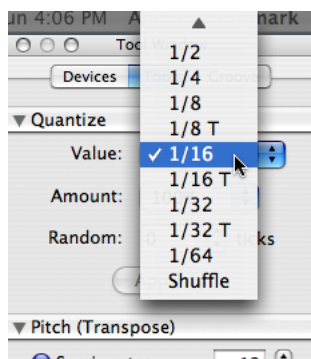 un 4:06 PM
mark
1/2
Devices
1/4
1/8
Quantize
1/8 T
Value: ✓ 1/16
1/16 T
Amount:
1/32
Random:
1/32 T
ticks
1/64
Shuffle
Pitch (Transpose)